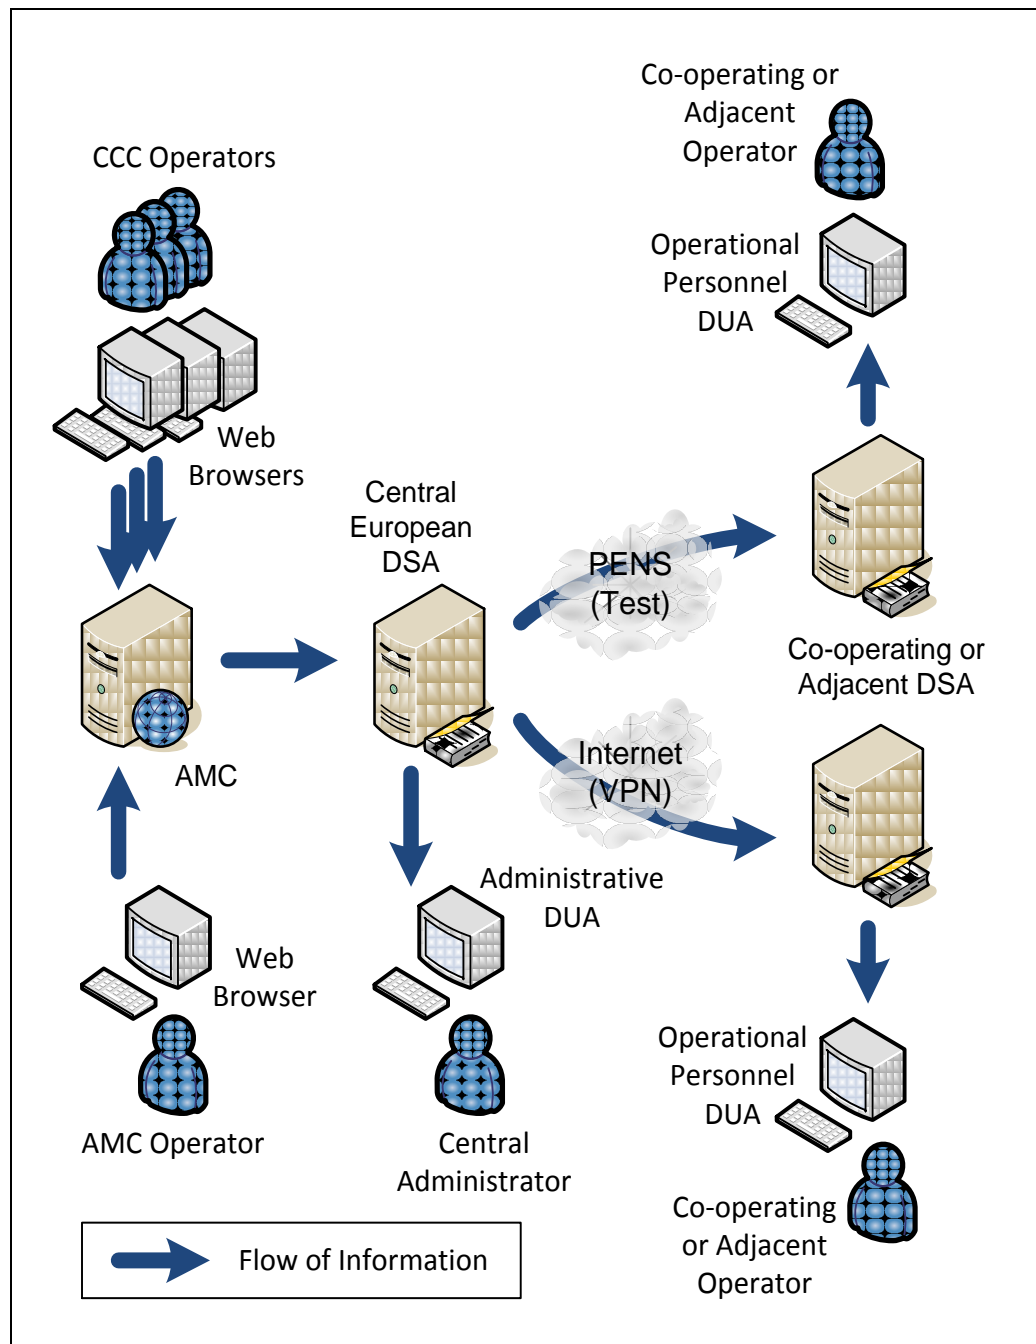 Co-operating or
Adjacent
Operator
CCC Operators
Operational
Personnel
DUA
Web
Browsers
Central
European
DSA
PENS
(Test)
Co-operating or
Adjacent DSA
AMC
Internet
(VPN)
Administrative
DUA
Web
Browser
Operational
Personnel
DUA
AMC Operator
Central
Administrator
Co-operating
or Adjacent
Operator
Flow of Information